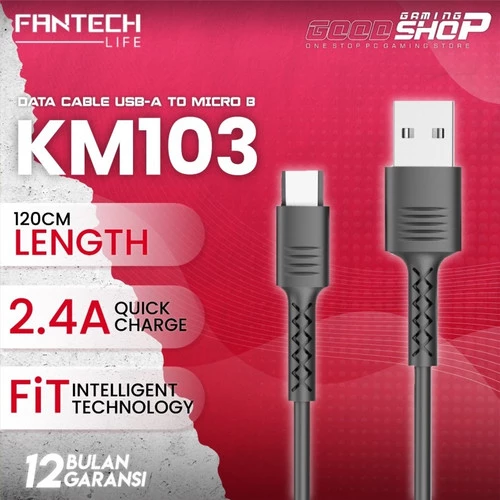 FANTECH
LIFE
GAMING
GOOD SHOP
ONE STOP PC GAMING STORE
DATA CABLE USB-A TO MICRO B
KM103
120CM
LENGTH
2.4A QUICK
CHARGE
FiT INTELLIGENT
TECHNOLOGY
12 BULAN
GARANSI